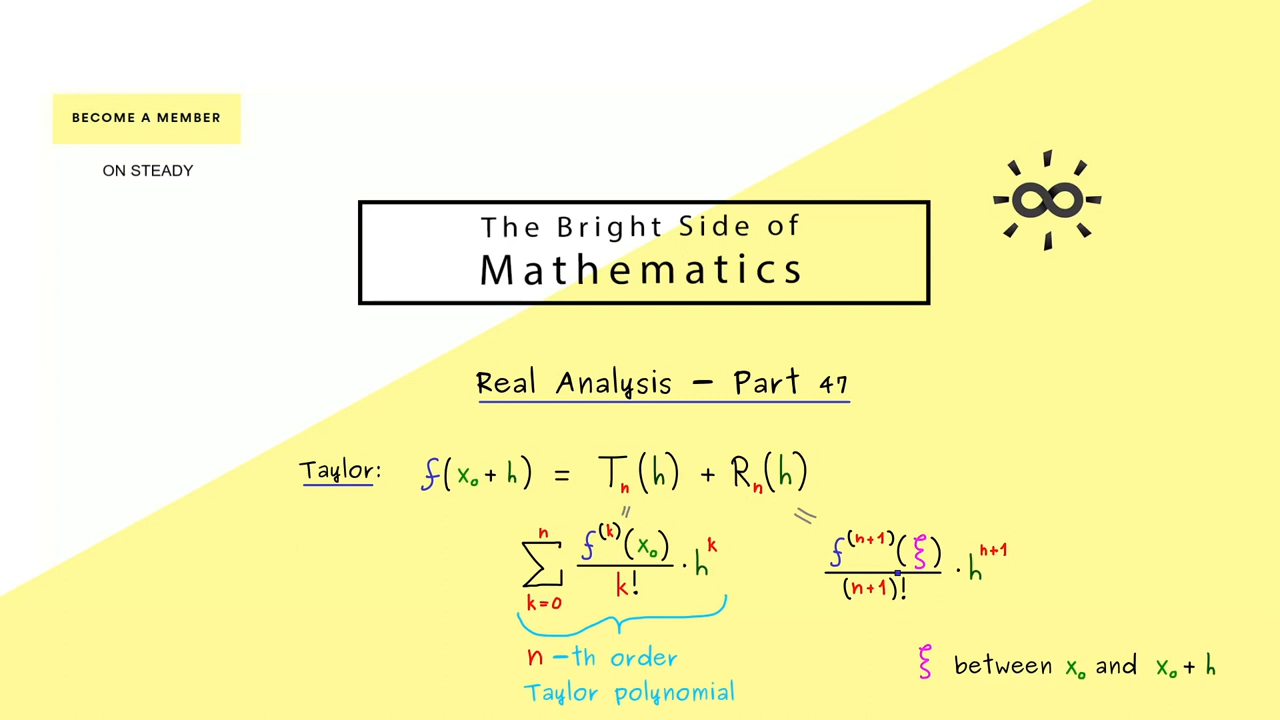 BECOME A MEMBER
ON STEADY
The Bright Side of
Mathematics
Real Analysis – Part 47
Taylor: f(x₀ + h) = Tₙ(h) + Rₙ(h)
= =
∑ₖ₌₀ⁿ f⁽ᵏ⁾(x₀) / k! · hᵏ f⁽ⁿ⁺¹⁾(ξ) / (n+1)! · hⁿ⁺¹
n-th order
Taylor polynomial
ξ between x₀ and x₀ + h